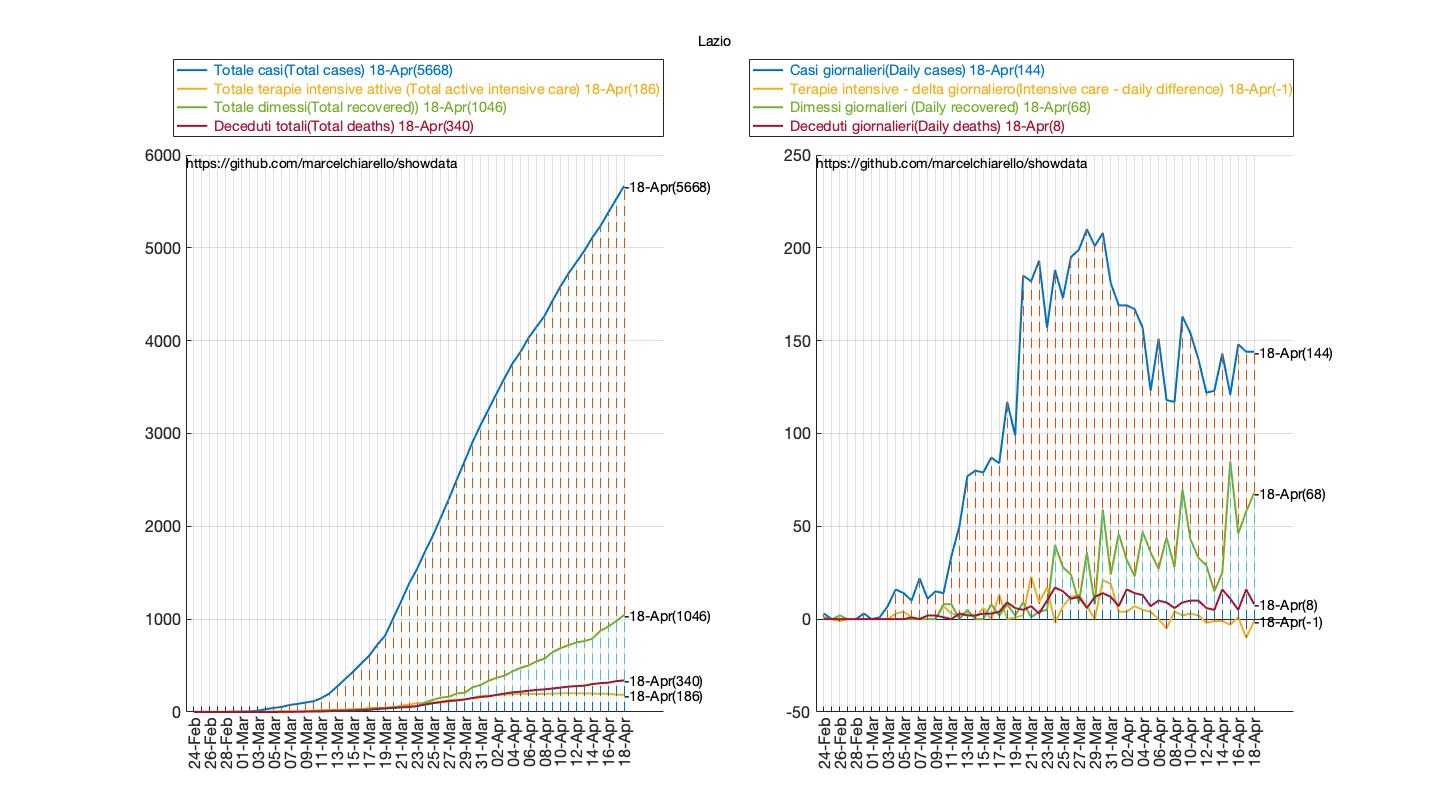 Lazio
Totale casi(Total cases) 18-Apr(5668)
Totale terapie intensive attive (Total active intensive care) 18-Apr(186)
Totale dimessi(Total recovered)) 18-Apr(1046)
Deceduti totali(Total deaths) 18-Apr(340)
https://github.com/marcelchiarello/showdata
6000
5000
4000
3000
2000
1000
0
-18-Apr(5668)
-18-Apr(1046)
-18-Apr(340)
-18-Apr(186)
24-Feb
26-Feb
28-Feb
01-Mar
03-Mar
05-Mar
07-Mar
09-Mar
11-Mar
13-Mar
15-Mar
17-Mar
19-Mar
21-Mar
23-Mar
25-Mar
27-Mar
29-Mar
31-Mar
02-Apr
04-Apr
06-Apr
08-Apr
10-Apr
12-Apr
14-Apr
16-Apr
18-Apr
Casi giornalieri(Daily cases) 18-Apr(144)
Terapie intensive - delta giornaliero(Intensive care - daily difference) 18-Apr(-1)
Dimessi giornalieri (Daily recovered) 18-Apr(68)
Deceduti giornalieri(Daily deaths) 18-Apr(8)
https://github.com/marcelchiarello/showdata
250
200
150
100
50
0
-50
-18-Apr(144)
-18-Apr(68)
-18-Apr(8)
-18-Apr(-1)
24-Feb
26-Feb
28-Feb
01-Mar
03-Mar
05-Mar
07-Mar
09-Mar
11-Mar
13-Mar
15-Mar
17-Mar
19-Mar
21-Mar
23-Mar
25-Mar
27-Mar
29-Mar
31-Mar
02-Apr
04-Apr
06-Apr
08-Apr
10-Apr
12-Apr
14-Apr
16-Apr
18-Apr